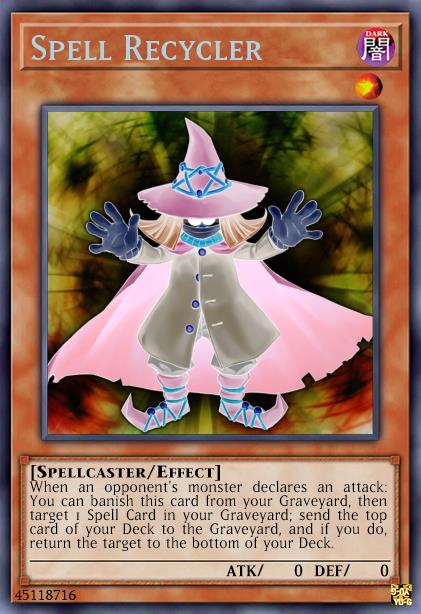 Spell Recycler
DARK
闇
[Spellcaster/Effect]
When an opponent's monster declares an attack:
You can banish this card from your Graveyard, then
target 1 Spell Card in your Graveyard; send the top
card of your Deck to the Graveyard, and if you do,
return the target to the bottom of your Deck.
ATK/ 0 DEF/ 0
45118716